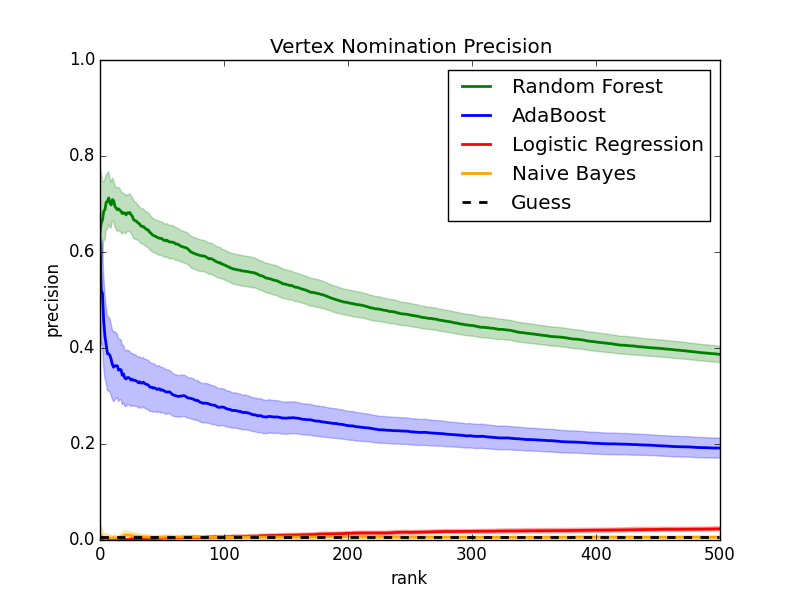 Vertex Nomination Precision
1.0
0.8
0.6
0.4
0.2
0.0
precision
Random Forest
AdaBoost
Logistic Regression
Naive Bayes
Guess
0 100 200 300 400 500
rank